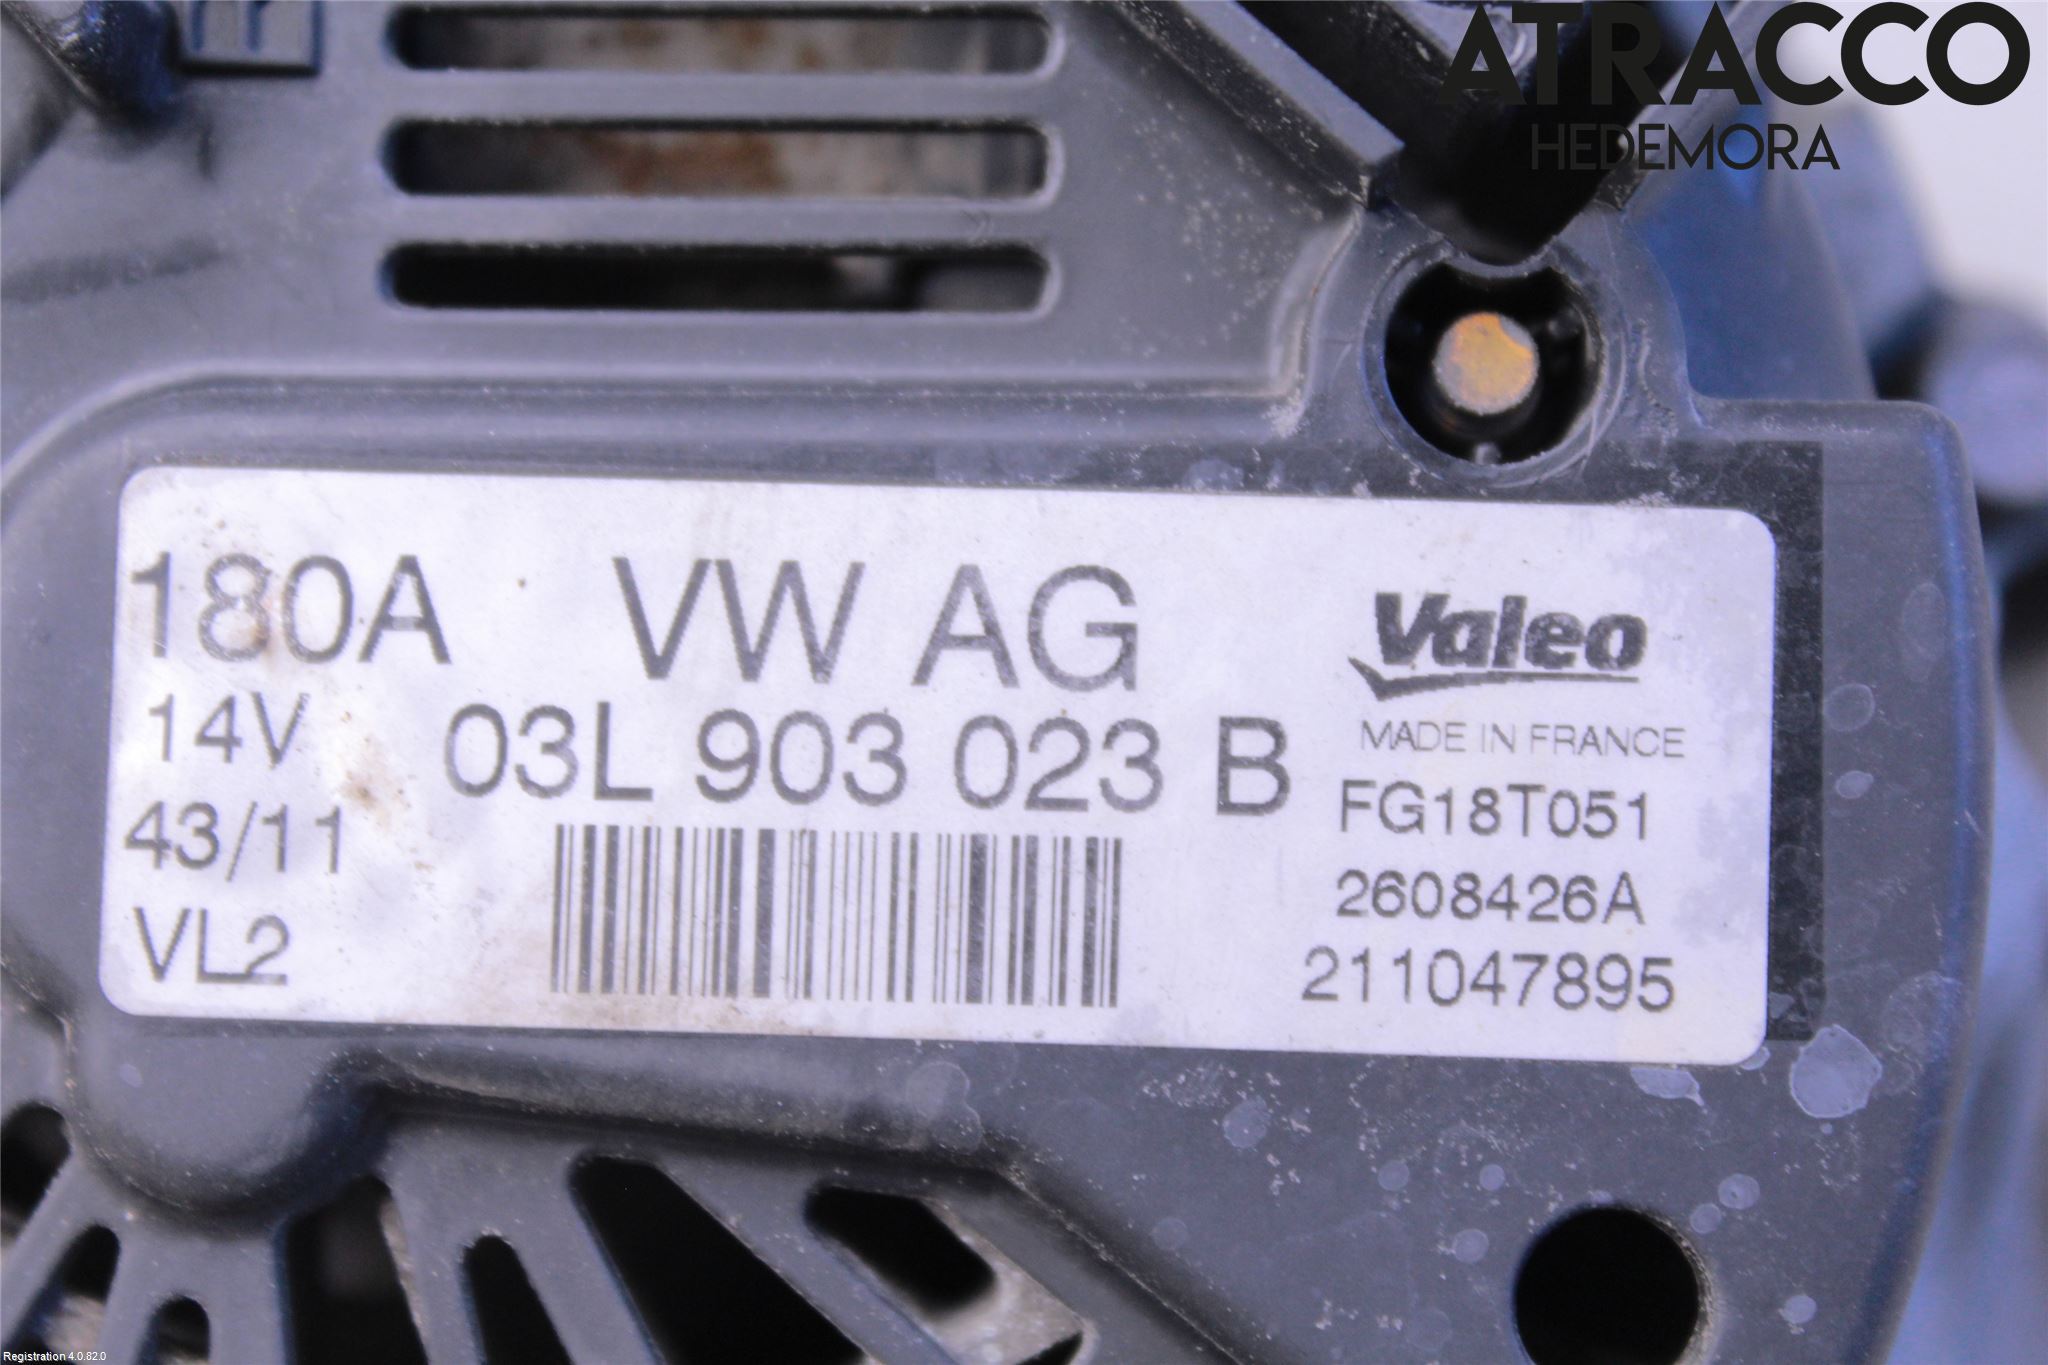 ATRACCO
HEDEMORA
180A
14V
43/11
VL2
VW AG
03L 903 023 B
Valeo
MADE IN FRANCE
FG18T051
2608426A
211047895
Registration 4.0.82.0